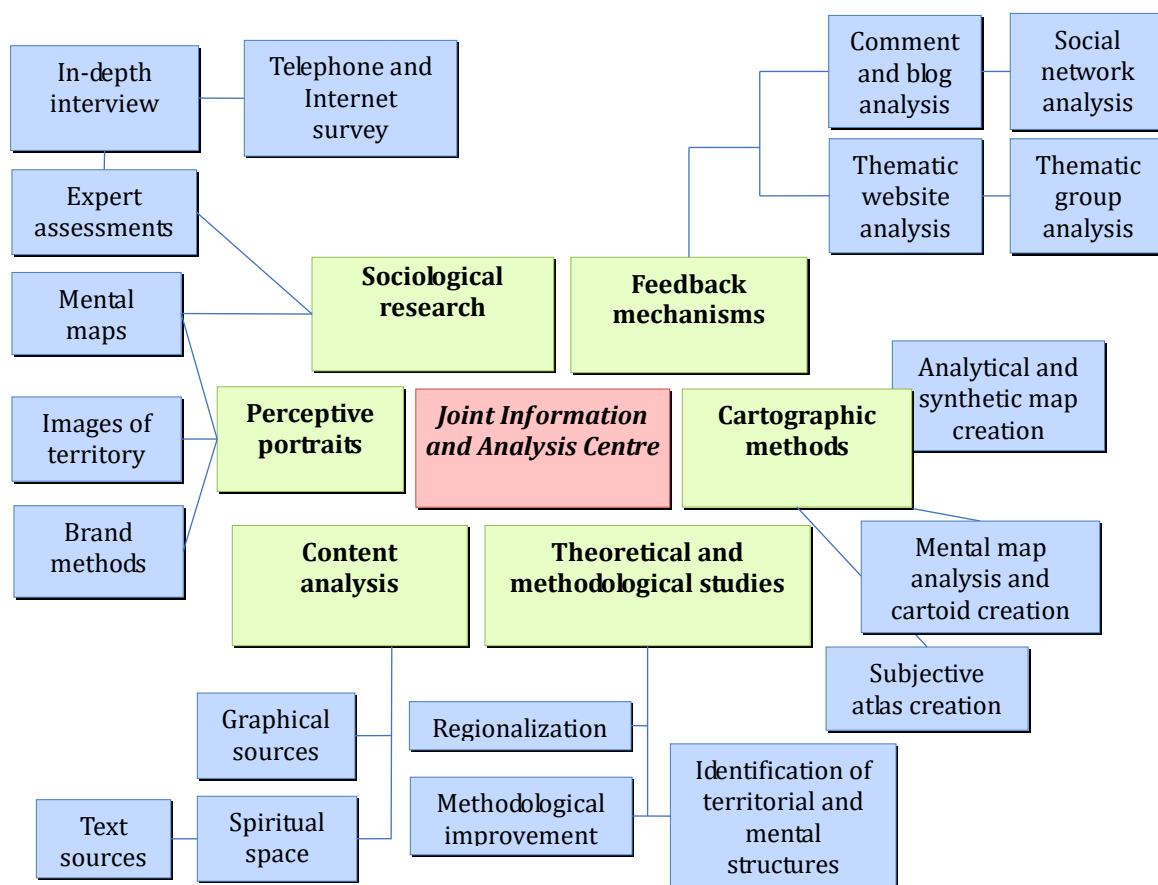 In-depth
interview
Telephone and
Internet
survey
Comment
and blog
analysis
Social
network
analysis
Expert
assessments
Thematic
website
analysis
Thematic
group
analysis
Mental
maps
Sociological
research
Feedback
mechanisms
Images of
territory
Perceptive
portraits
Joint Information
and Analysis Centre
Cartographic
methods
Analytical and
synthetic map
creation
Brand
methods
Content
analysis
Theoretical and
methodological studies
Mental map
analysis and
cartoid creation
Subjective
atlas creation
Graphical
sources
Regionalization
Text
sources
Spiritual
space
Methodological
improvement
Identification of
territorial and
mental
structures